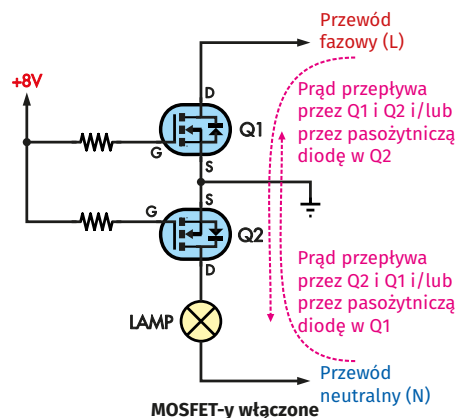 Przewód
fazowy (L)
+8V
D
Prąd przepływa
przez Q1 i Q2 i/lub
przez pasożytniczą
diodę w Q2
Q1
G
S
S
G
Q2
D
Prąd przepływa
przez Q2 i Q1 i/lub
przez pasożytniczą
diodę w Q1
LAMP
Przewód
neutralny (N)
MOSFET-y włączone